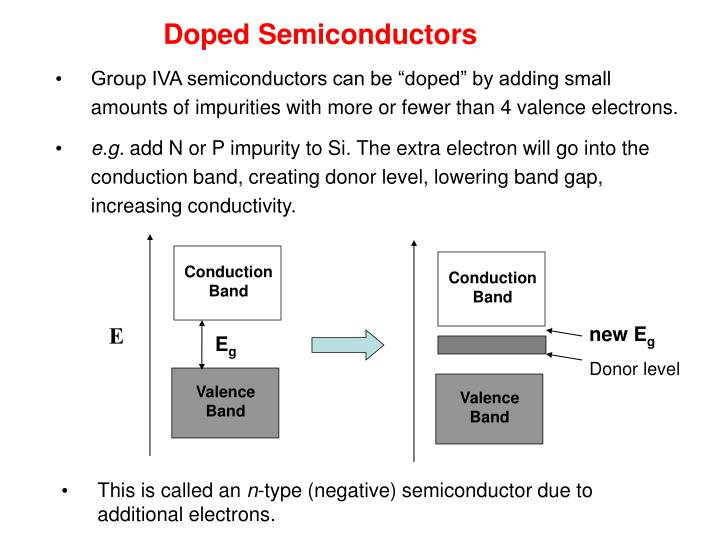 Doped Semiconductors
• Group IVA semiconductors can be “doped” by adding small
amounts of impurities with more or fewer than 4 valence electrons.
• e.g. add N or P impurity to Si. The extra electron will go into the
conduction band, creating donor level, lowering band gap,
increasing conductivity.
Conduction
Band
E
Eg
Valence
Band
Conduction
Band
new Eg
Donor level
Valence
Band
• This is called an n-type (negative) semiconductor due to
additional electrons.